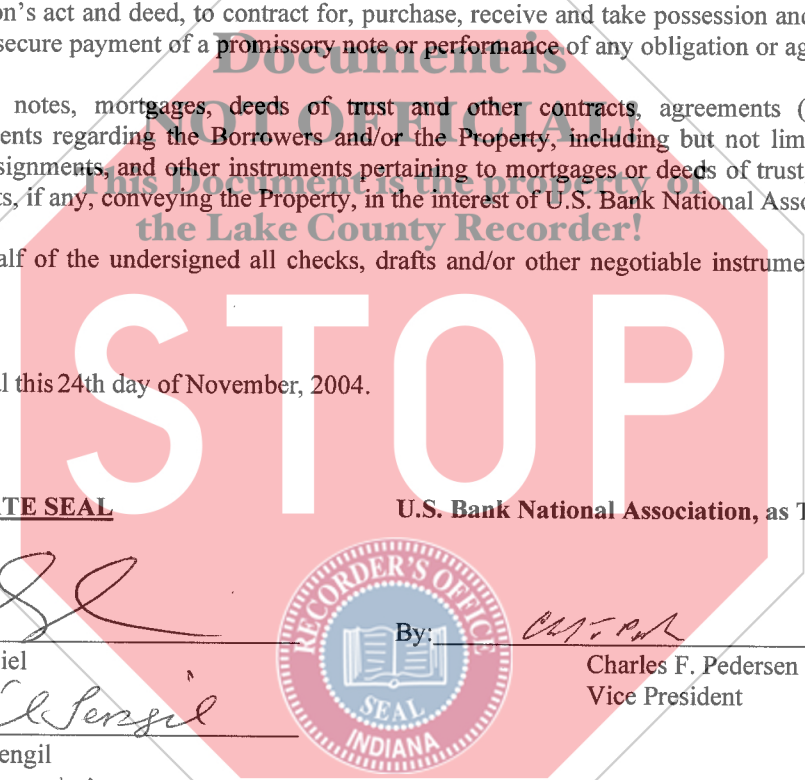 on’s act and deed, to contract for, purchase, receive and take possession and
secure payment of a promissory note or performance of any obligation or ag
Document is
notes, mortgages, deeds of trust and other contracts, agreements (
NOT OFFICIAL!
ents regarding the Borrowers and/or the Property, including but not lim
signments, and other instruments pertaining to mortgages or deeds of trust
This Document is the property of
s, if any, conveying the Property, in the interest of U.S. Bank National Asso
the Lake County Recorder!
alf of the undersigned all checks, drafts and/or other negotiable instrume
STOP
l this 24th day of November, 2004.
TE SEAL
U.S. Bank National Association, as T
RECORDER'S OFFICE
SEAL
INDIANA
By:
iel
Charles F. Pedersen
Vice President
Sengil
engil